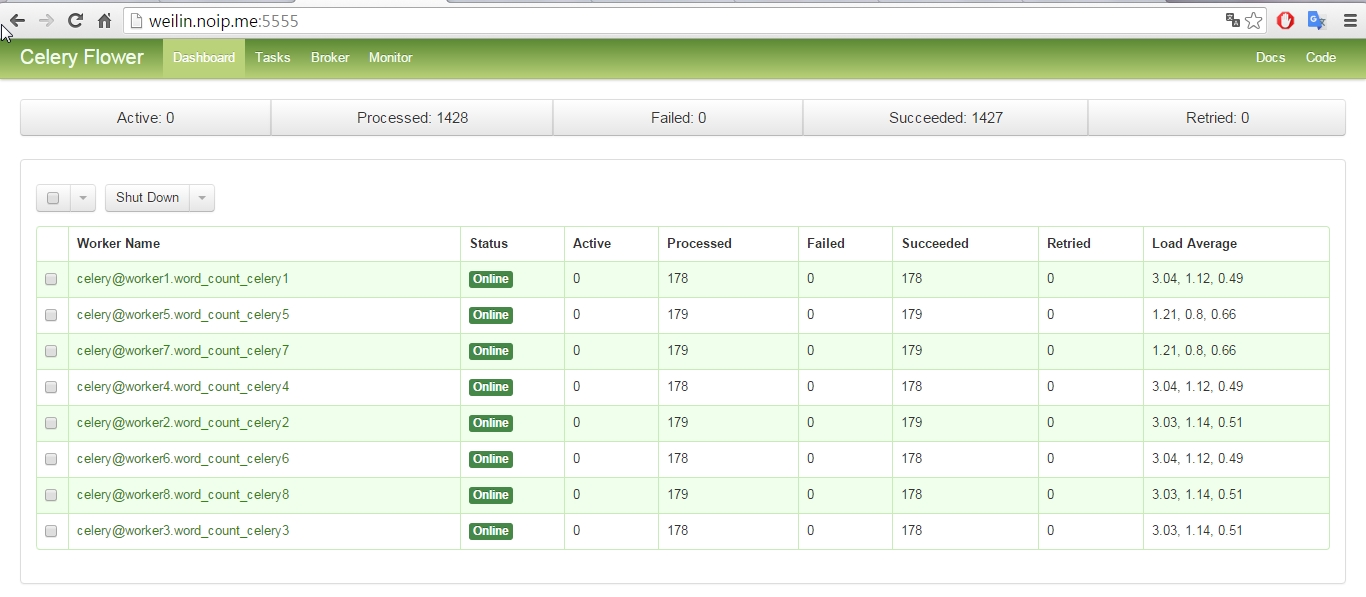 weilin.noip.me:5555
Celery Flower Dashboard Tasks Broker Monitor Docs Code
Active: 0 Processed: 1428 Failed: 0 Succeeded: 1427 Retried: 0
Shut Down
Worker Name Status Active Processed Failed Succeeded Retried Load Average
celery@worker1.word_count_celery1 Online 0 178 0 178 0 3.04, 1.12, 0.49
celery@worker5.word_count_celery5 Online 0 179 0 179 0 1.21, 0.8, 0.66
celery@worker7.word_count_celery7 Online 0 179 0 179 0 1.21, 0.8, 0.66
celery@worker4.word_count_celery4 Online 0 178 0 178 0 3.04, 1.12, 0.49
celery@worker2.word_count_celery2 Online 0 179 0 179 0 3.03, 1.14, 0.51
celery@worker6.word_count_celery6 Online 0 178 0 178 0 3.04, 1.12, 0.49
celery@worker8.word_count_celery8 Online 0 179 0 178 0 3.03, 1.14, 0.51
celery@worker3.word_count_celery3 Online 0 178 0 178 0 3.03, 1.14, 0.51